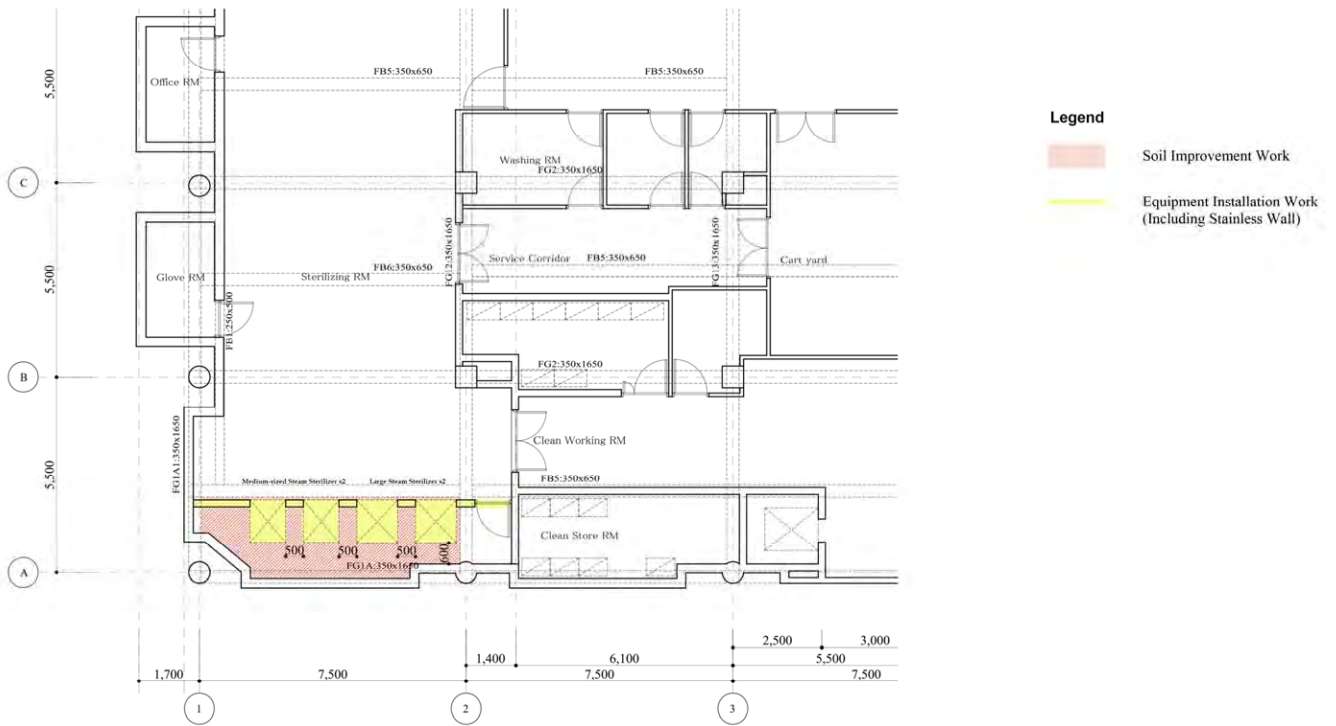 FB5:350x650
FB5:350x650
Office RM
5,500
Washing RM
FG2:350x1650
C
5,500
Glove RM
FB6:350x650
Sterilizing RM
FG12:350x1650
Service Corridor
FB5:350x650
FG13:350x1650
Cart yard
FB1:250x500
FG2:350x1650
B
FG1A1:350x1650
5,500
Clean Working RM
FB5:350x650
Medium-sized Steam Sterilizer x2
Large Steam Sterilizer x2
Clean Store RM
500
500
500
600
FG1A:350x1650
A
2,500
3,000
1,400
6,100
5,500
1,700
7,500
7,500
7,500
1
2
3
Legend
Soil Improvement Work
Equipment Installation Work
(Including Stainless Wall)